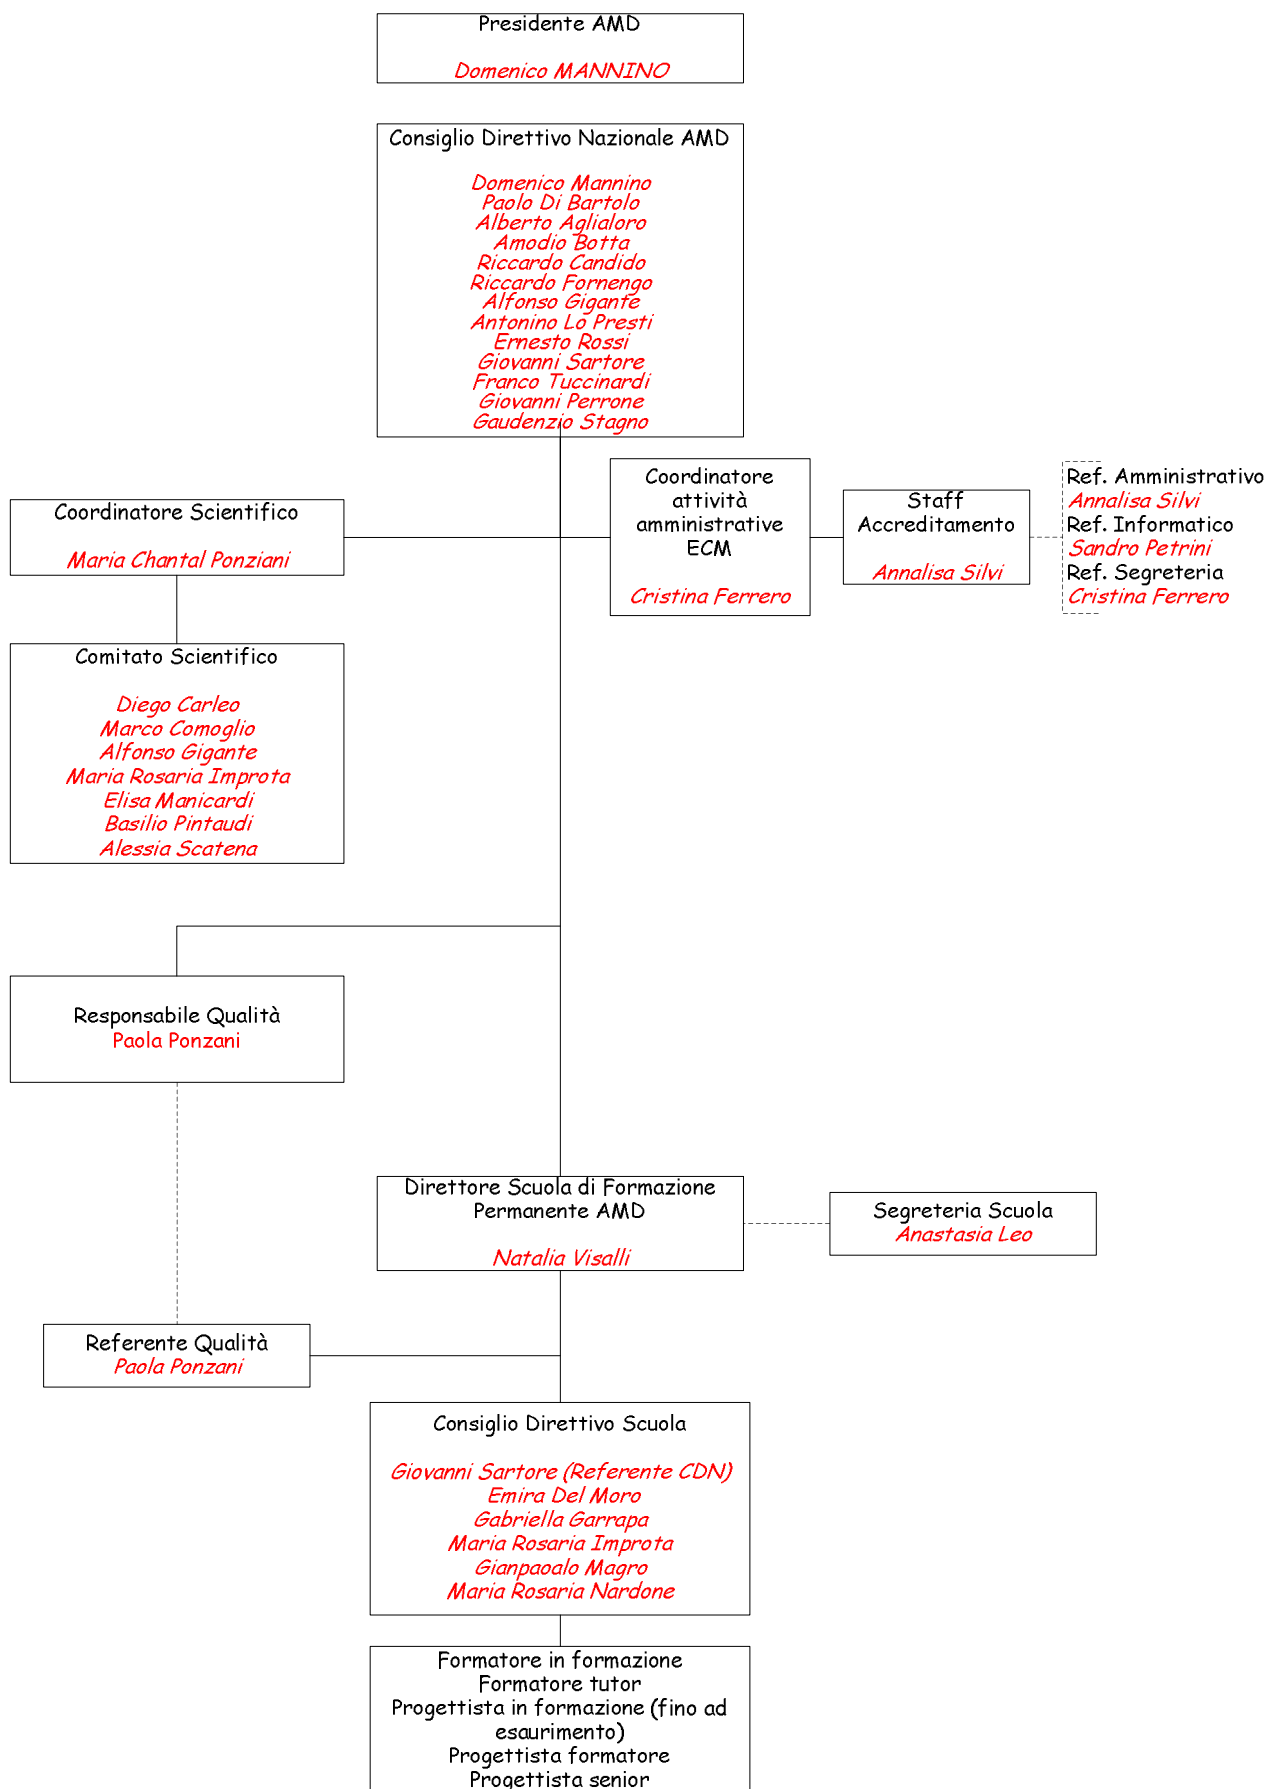 Presidente AMD
Domenico MANNINO
Consiglio Direttivo Nazionale AMD
Domenico Mannino
Paolo Di Bartolo
Alberto Aglialoro
Amodio Botta
Riccardo Candido
Riccardo Fornengo
Alfonso Gigante
Antonino Lo Presti
Ernesto Rossi
Giovanni Sartore
Franco Tuccinardi
Giovanni Perrone
Gaudenzio Stagno
Coordinatore Scientifico
Maria Chantal Ponziani
Coordinatore
attività
amministrative
ECM
Cristina Ferrero
Staff
Accreditamento
Annalisa Silvi
Ref. Amministrativo
Annalisa Silvi
Ref. Informatico
Sandro Petrini
Ref. Segreteria
Cristina Ferrero
Comitato Scientifico
Diego Carleo
Marco Comoglio
Alfonso Gigante
Maria Rosaria Improta
Elisa Manicardi
Basilio Pintaudi
Alessia Scatena
Responsabile Qualità
Paola Ponzani
Direttore Scuola di Formazione
Permanente AMD
Natalia Visalli
Segreteria Scuola
Anastasia Leo
Referente Qualità
Paola Ponzani
Consiglio Direttivo Scuola
Giovanni Sartore (Referente CDN)
Emira Del Moro
Gabriella Garrapa
Maria Rosaria Improta
Gianpaoalo Magro
Maria Rosaria Nardone
Formatore in formazione
Formatore tutor
Progettista in formazione (fino ad
esaurimento)
Progettista formatore
Progettista senior